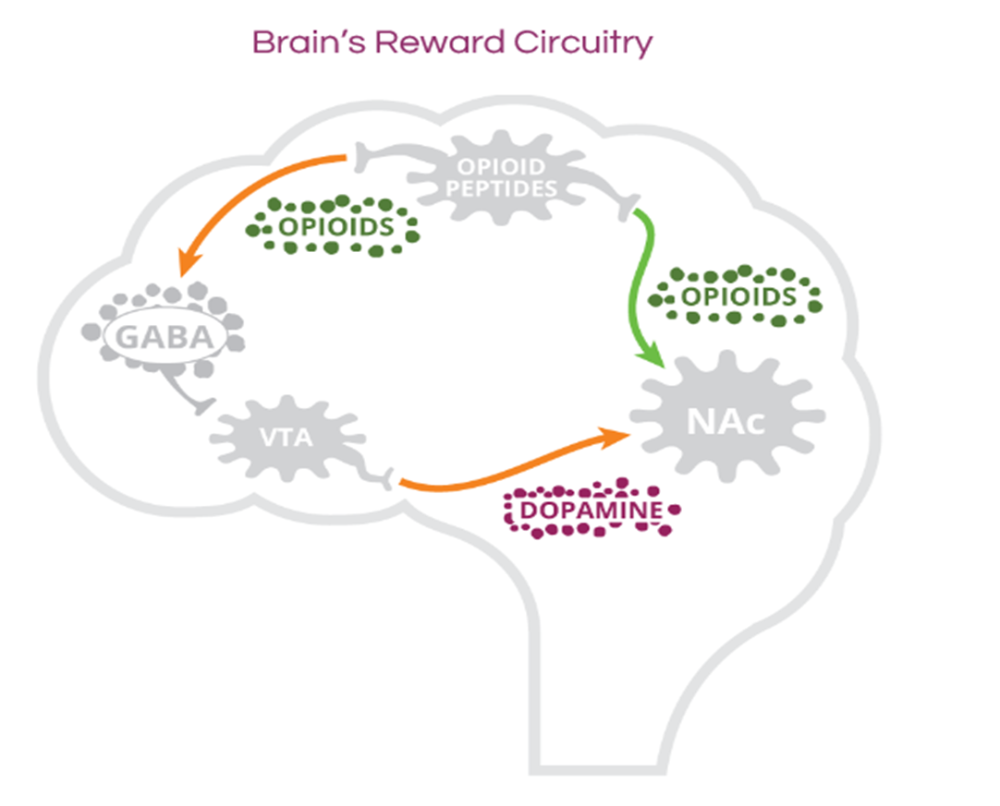 Brain's Reward Circuitry
OPIOID
PEPTIDES
OPIOIDS
OPIOIDS
GABA
VTA
NAc
DOPAMINE